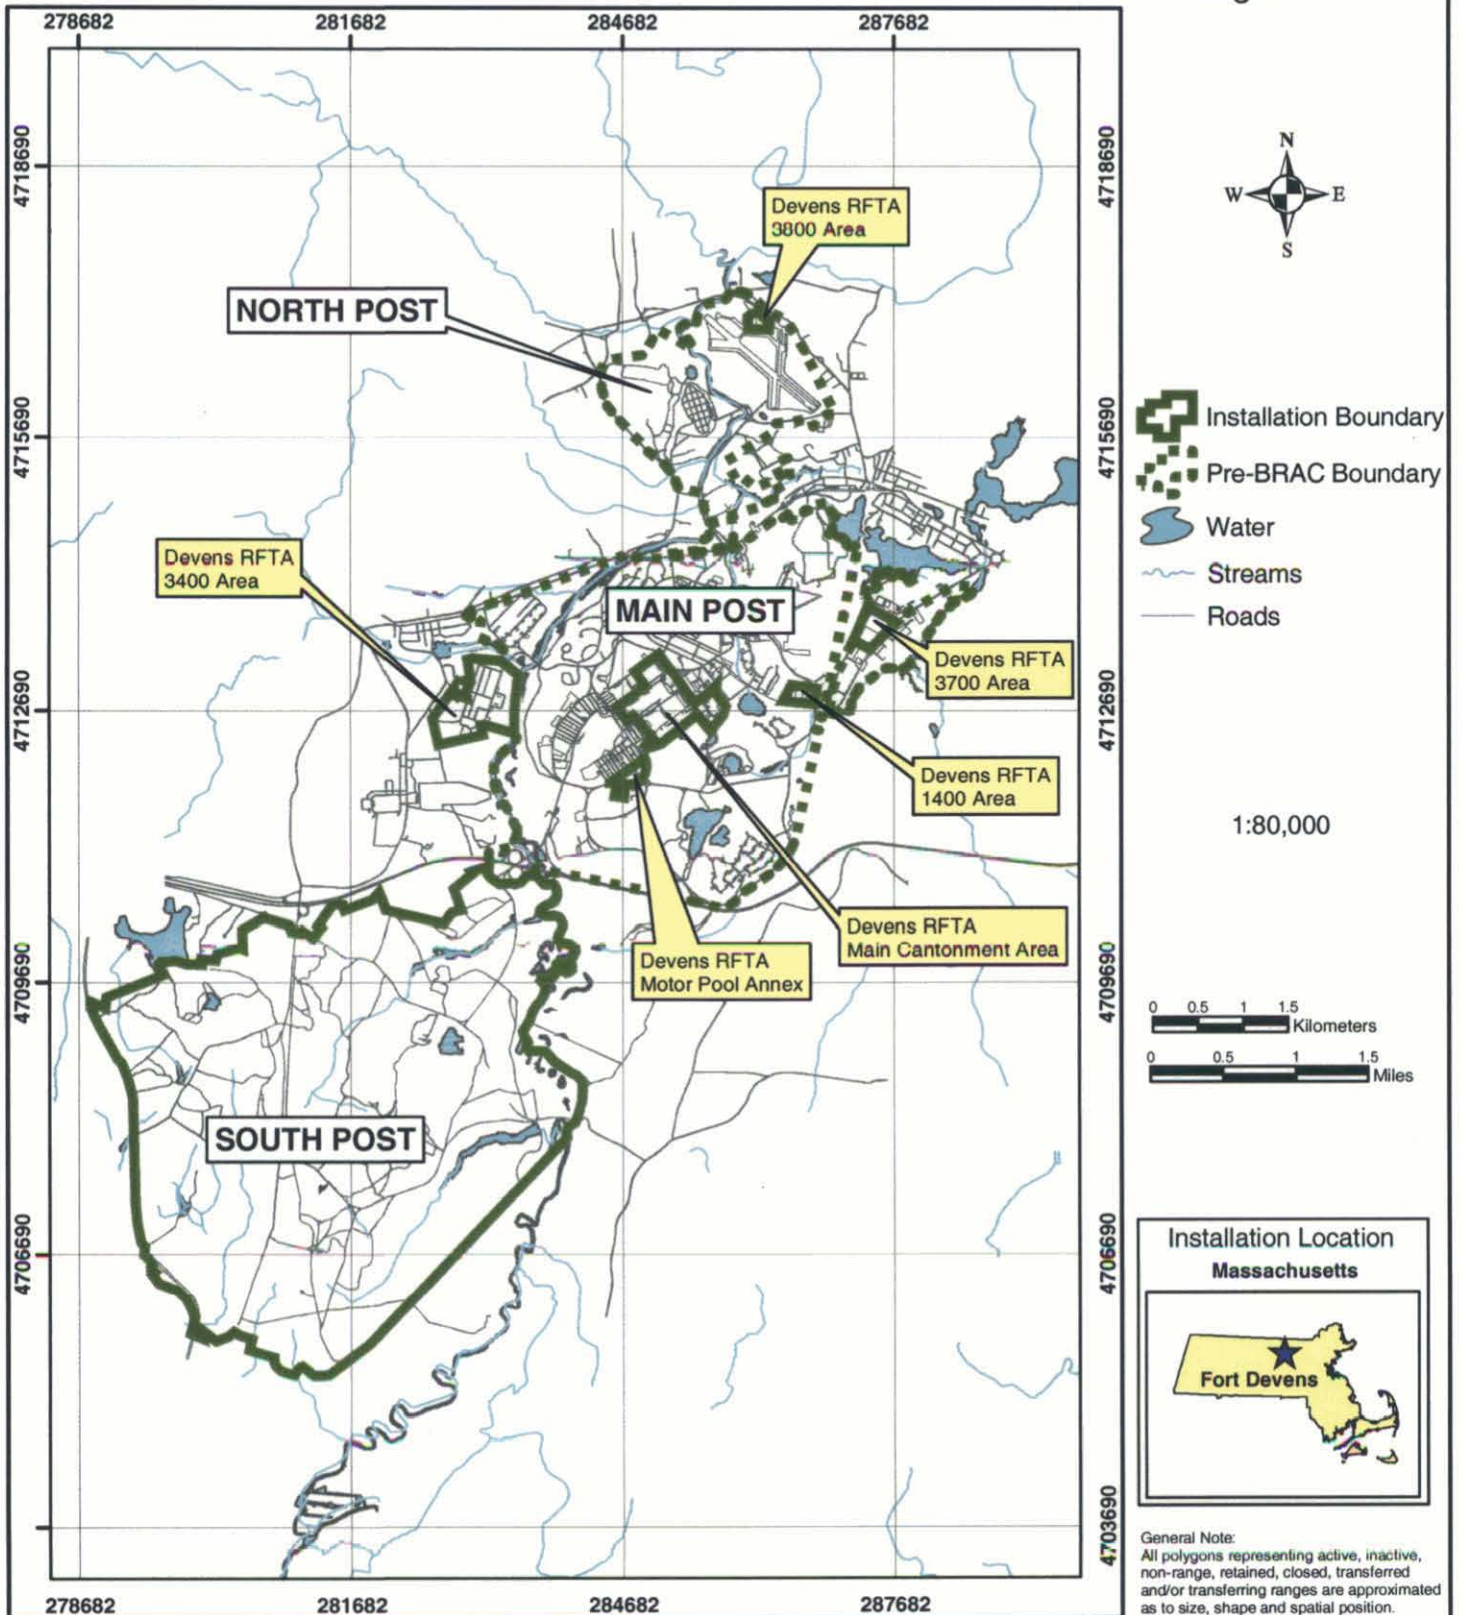 278682
281682
284682
287682
4718690
4718690
N
W
E
S
Devens RFTA
3800 Area
NORTH POST
4715690
4715690
Installation Boundary
Pre-BRAC Boundary
Water
Streams
Roads
Devens RFTA
3400 Area
MAIN POST
Devens RFTA
3700 Area
4712690
4712690
Devens RFTA
1400 Area
1:80,000
Devens RFTA
Main Cantonment Area
Devens RFTA
Motor Pool Annex
4709690
4709690
0 0.5 1 1.5
Kilometers
0 0.5 1 1.5
Miles
SOUTH POST
4706690
4706690
Installation Location
Massachusetts
Fort Devens
4703690
General Note:
All polygons representing active, inactive,
non-range, retained, closed, transferred
and/or transferring ranges are approximated
as to size, shape and spatial position.
278682
281682
284682
287682